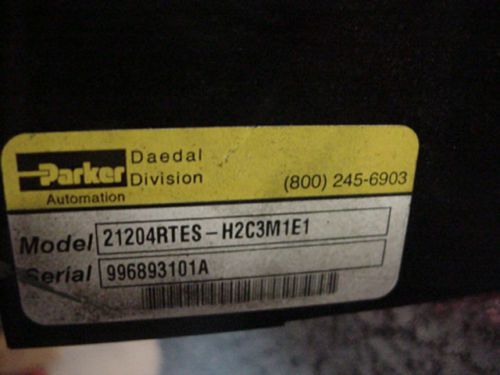 Parker
Automation
Daedal
Division
(800) 245-6903
Model 21204RTES-H2C3M1E1
Serial 996893101A